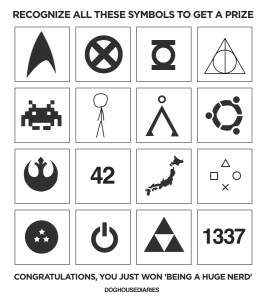 RECOGNIZE ALL THESE SYMBOLS TO GET A PRIZE
42
1337
CONGRATULATIONS, YOU JUST WON 'BEING A HUGE NERD'
DOGHOUSEDIARIES